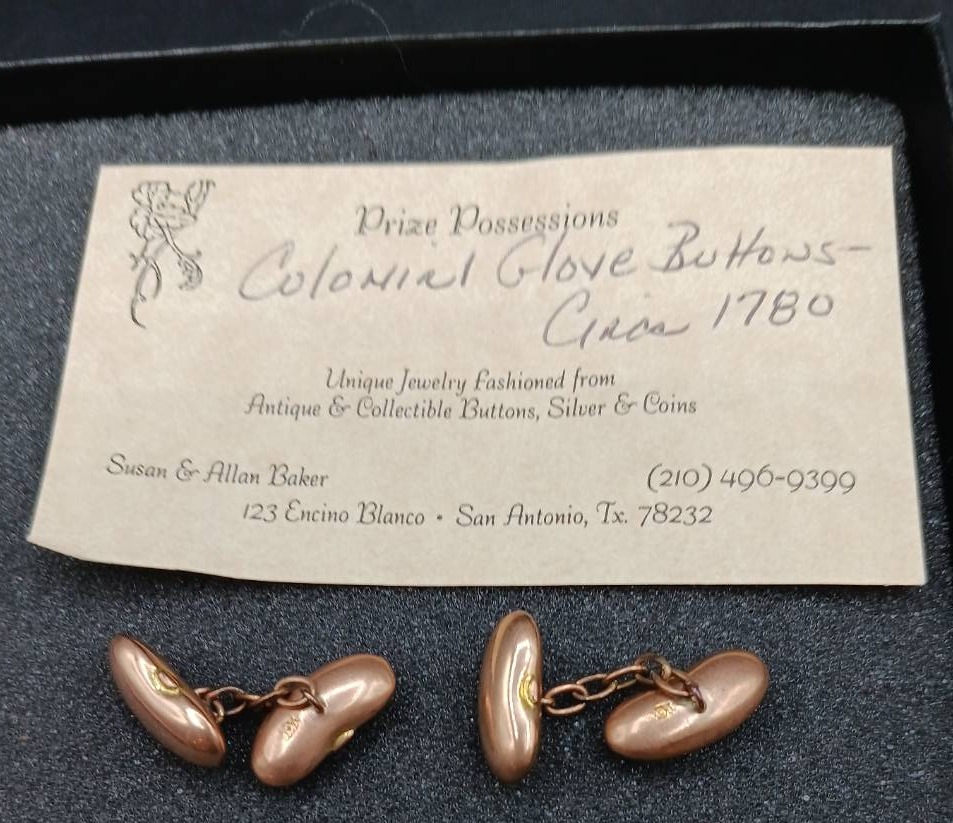 Prize Possessions
Colonial Glove Buttons-
Circa 1780
Unique Jewelry Fashioned from
Antique & Collectible Buttons, Silver & Coins
Susan & Allan Baker
(210) 496-9399
123 Encino Blanco • San Antonio, Tx. 78232